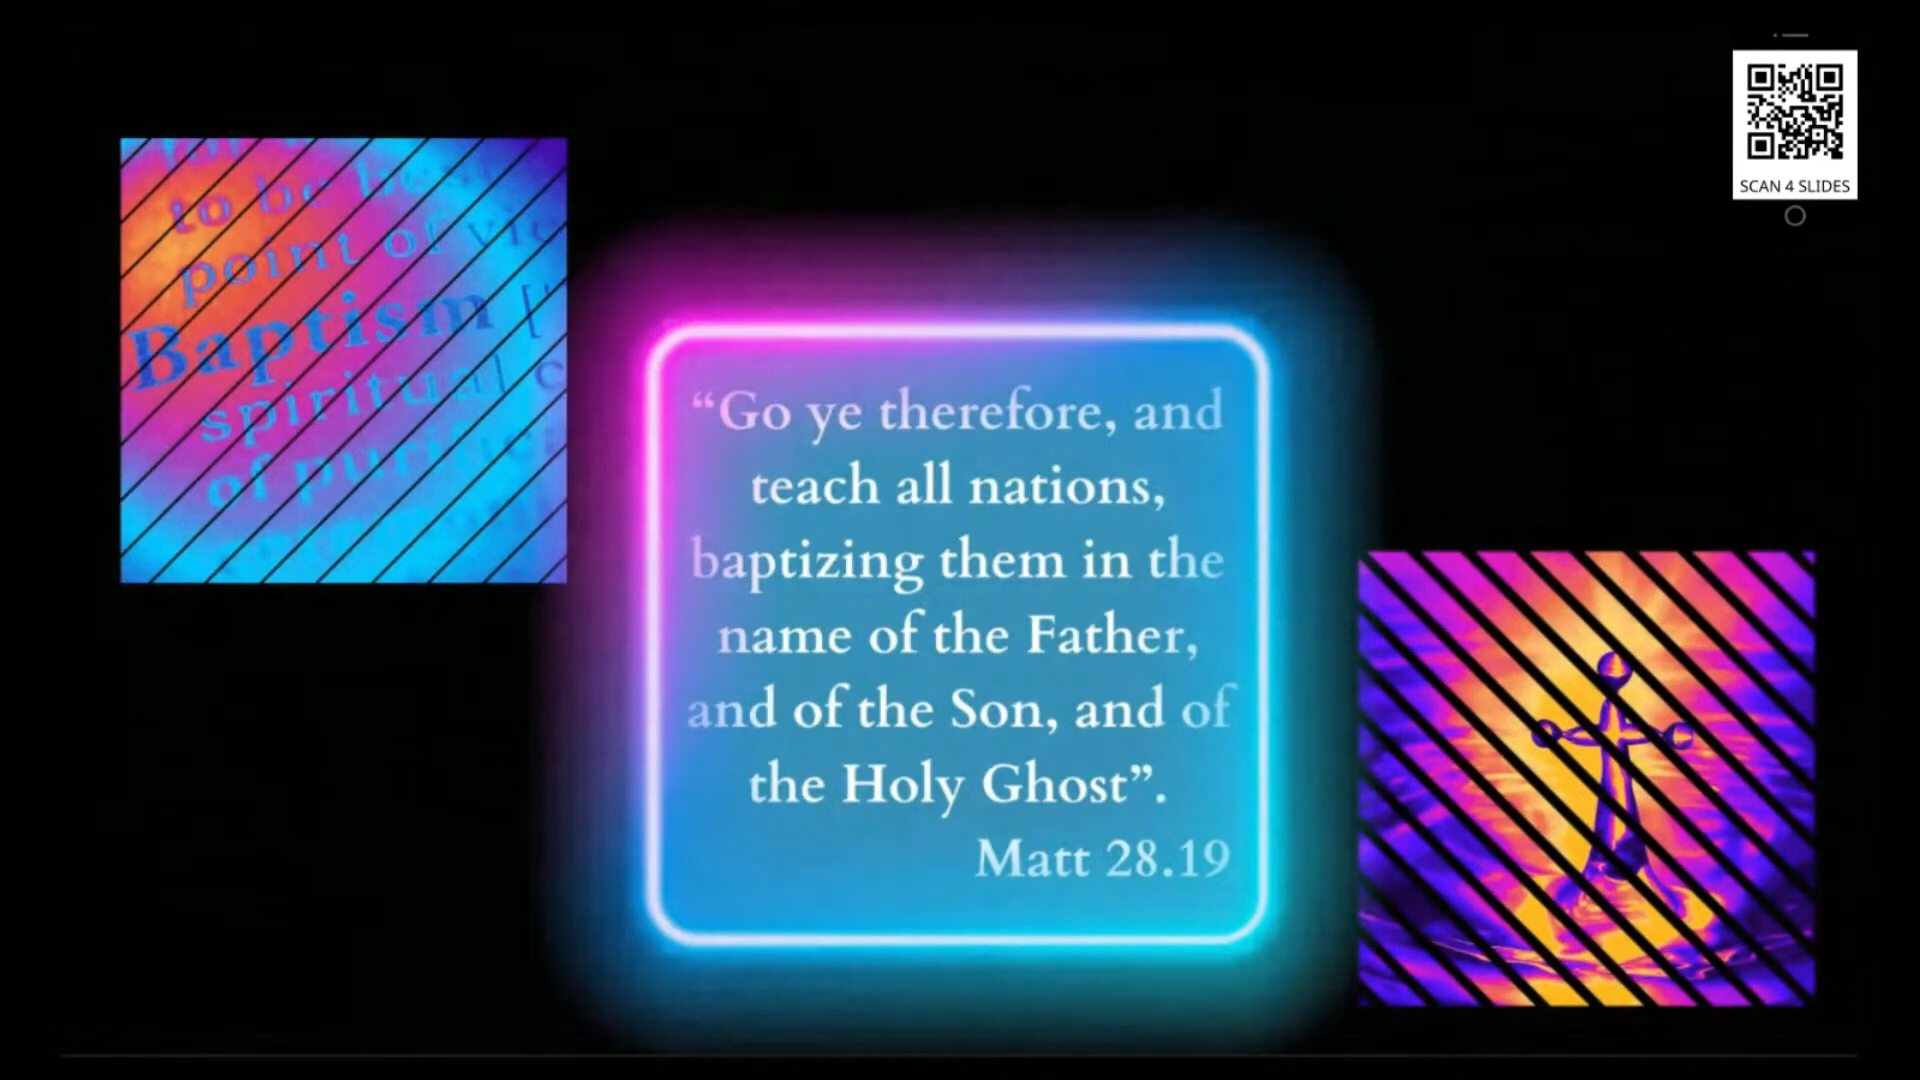 SCAN 4 SLIDES
to be
point of
Baptism [
spiritual
of
“Go ye therefore, and
teach all nations,
baptizing them in the
name of the Father,
and of the Son, and of
the Holy Ghost”.
Matt 28.19